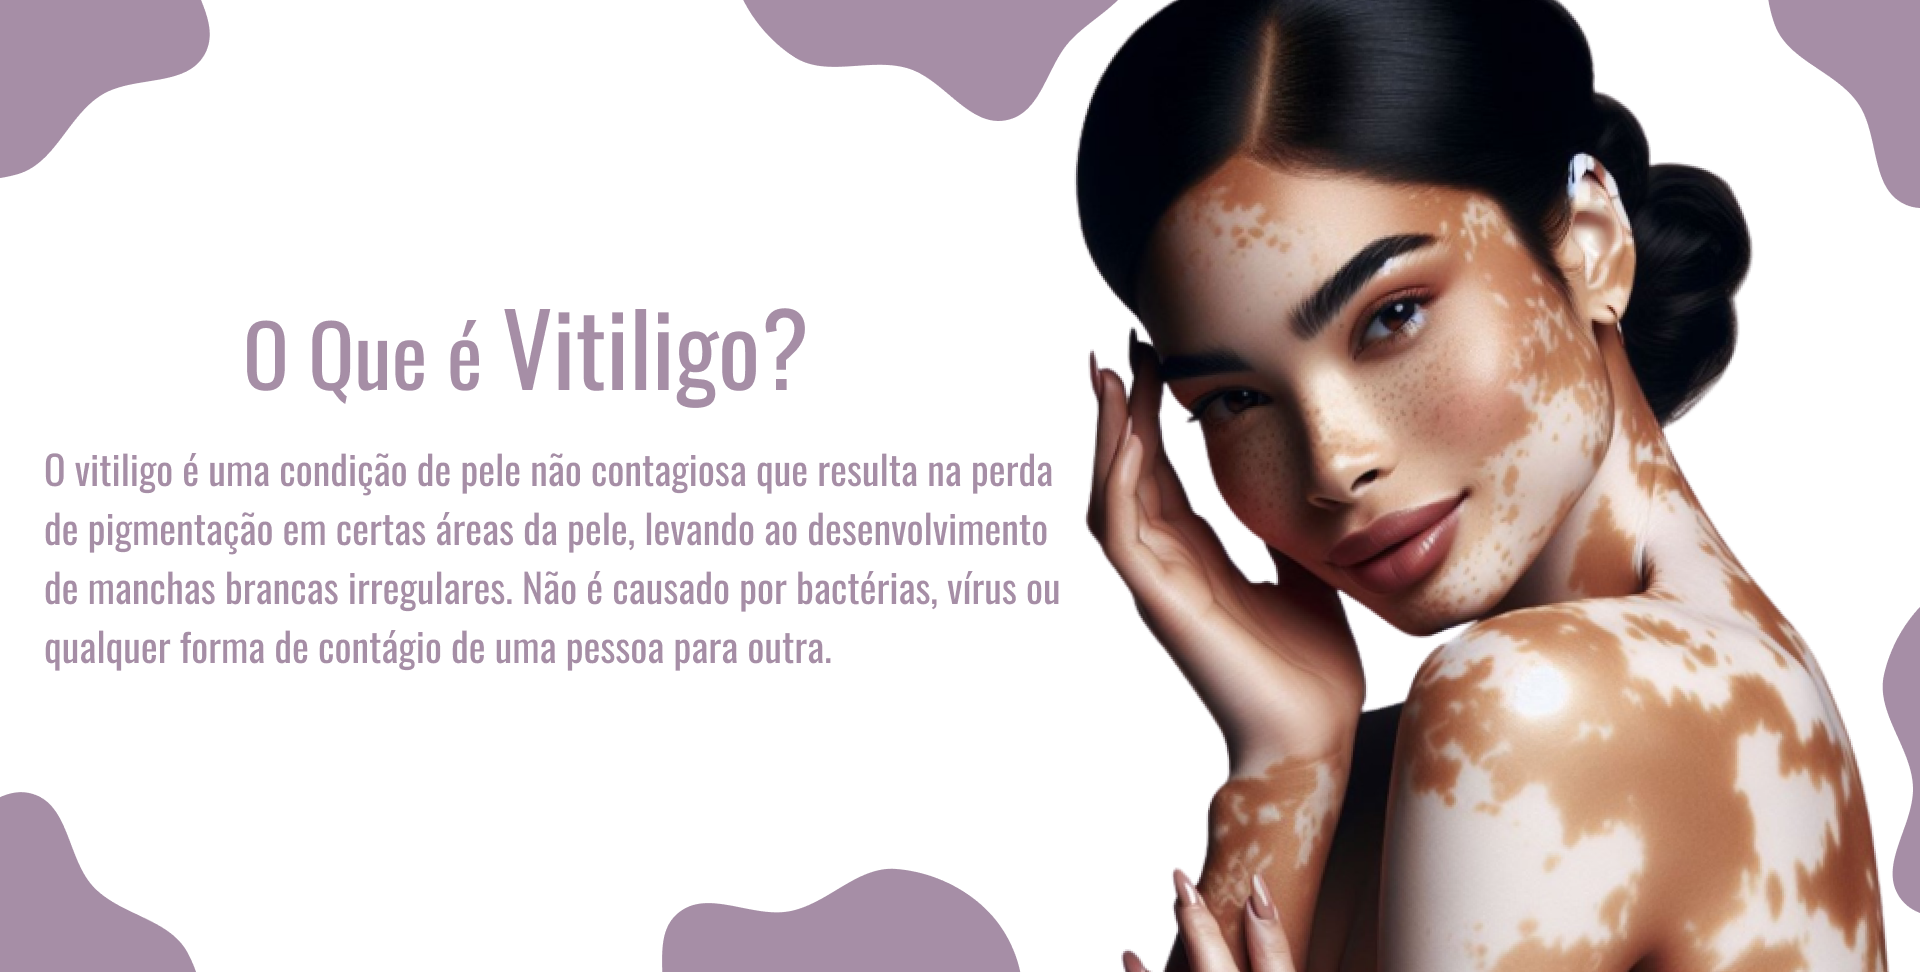 O Que é Vitiligo?
O vitiligo é uma condição de pele não contagiosa que resulta na perda
de pigmentação em certas áreas da pele, levando ao desenvolvimento
de manchas brancas irregulares. Não é causado por bactérias, vírus ou
qualquer forma de contágio de uma pessoa para outra.